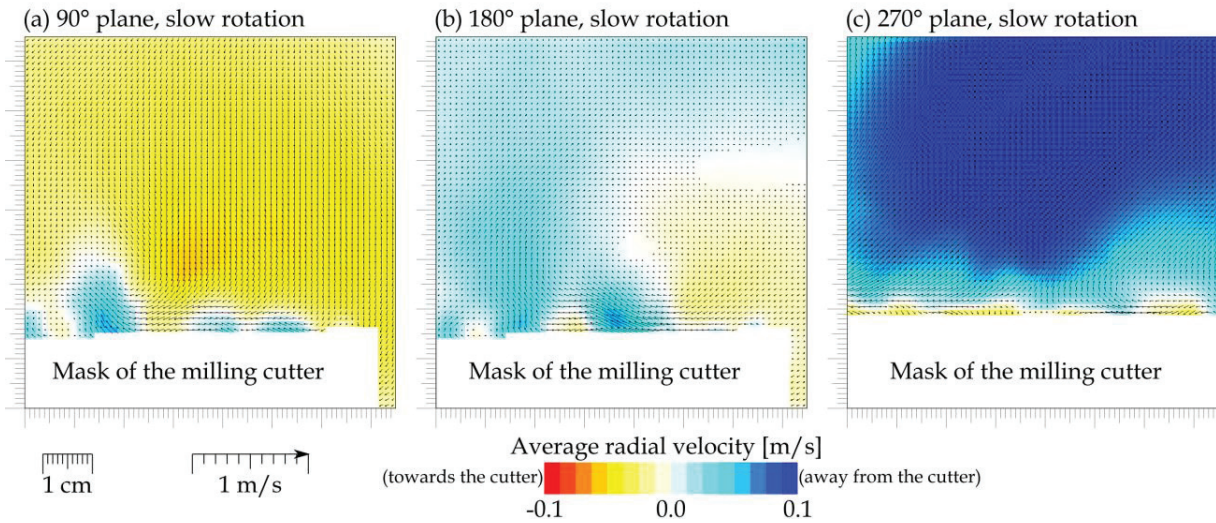 (a) 90° plane, slow rotation
(b) 180° plane, slow rotation
(c) 270° plane, slow rotation
Mask of the milling cutter
Mask of the milling cutter
Mask of the milling cutter
1 cm
1 m/s
Average radial velocity [m/s]
(towards the cutter)
(away from the cutter)
-0.1 0.0 0.1